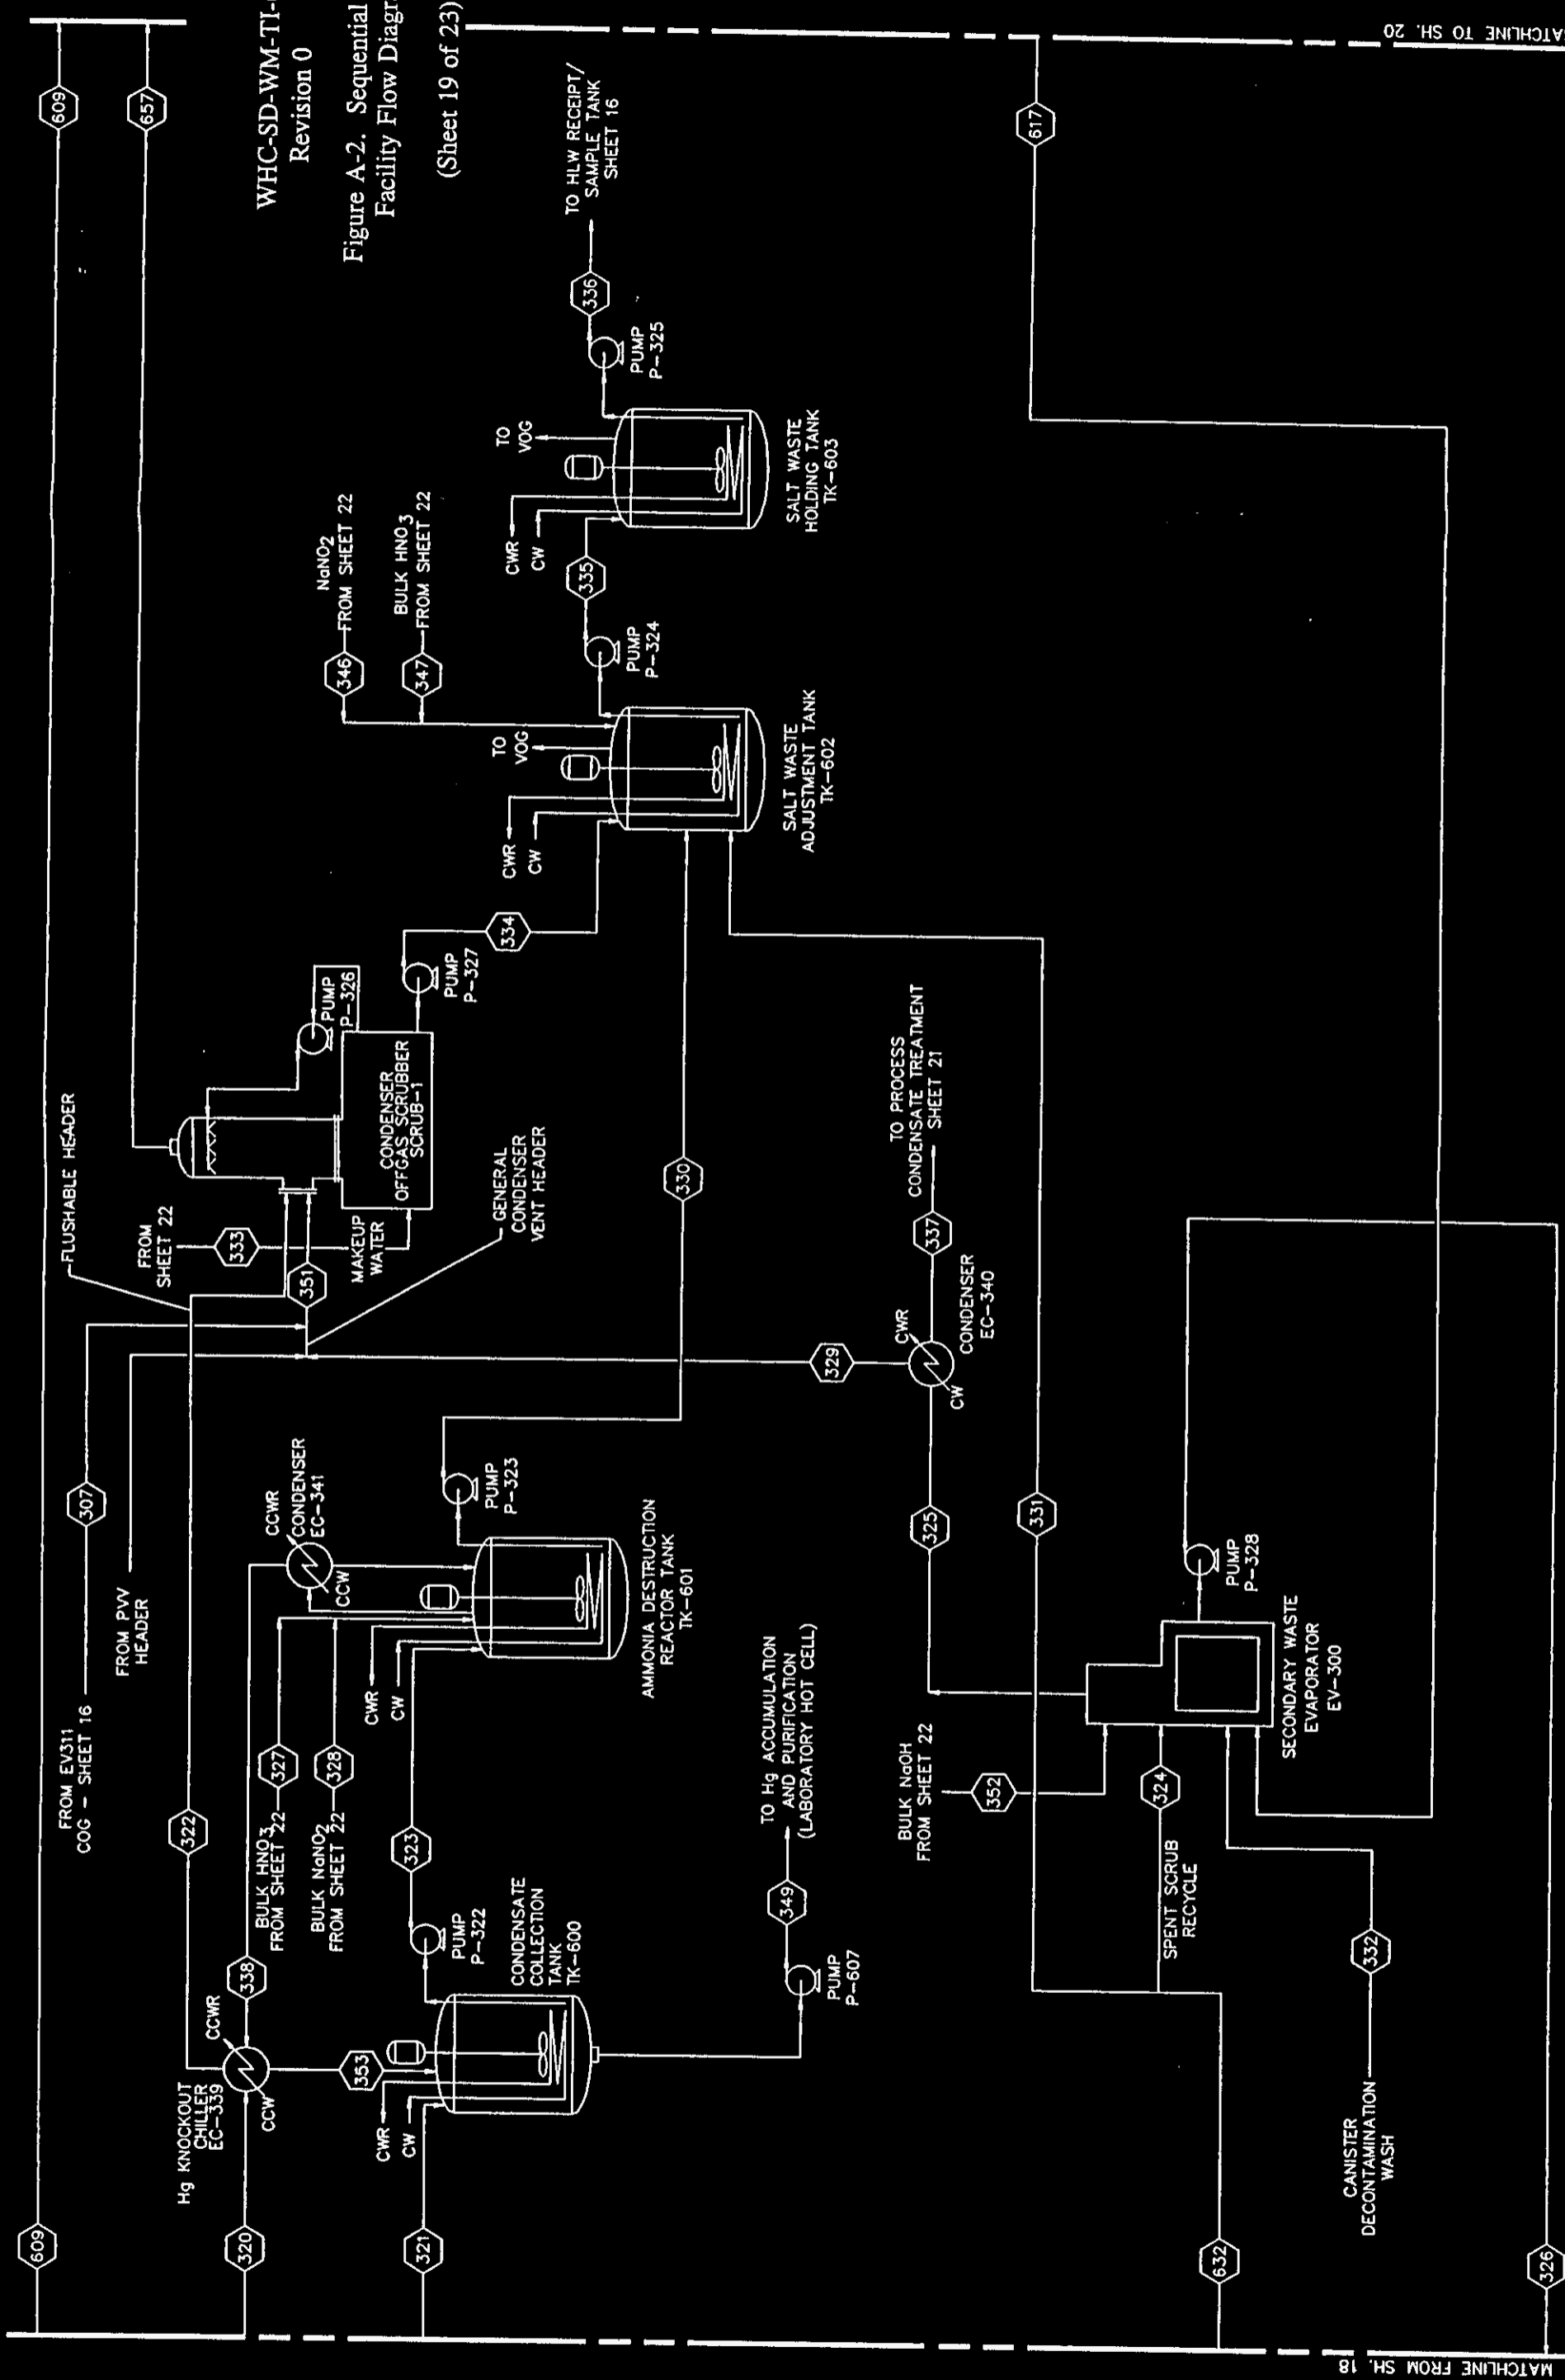 WHC-SD-WM-TI-
Revision 0
Figure A-2. Sequential
Facility Flow Diagr
(Sheet 19 of 23)
MATCHLINE FROM SH. 18
MATCHLINE TO SH. 20
609
609
657
FLUSHABLE HEADER
FROM EV311
COG - SHEET 16
307
FROM PVV
HEADER
322
FROM
SHEET 22
333
351
MAKEUP
WATER
GENERAL
CONDENSER
VENT HEADER
CONDENSER
OFFGAS SCRUBBER
SCRUB-1
PUMP
P-326
PUMP
P-327
334
Hg KNOCKOUT
CHILLER
EC-339
CCWR
CCW
320
338
353
BULK HNO3
FROM SHEET 22
327
BULK NaNO2
FROM SHEET 22
328
CCWR
CONDENSER
EC-341
CCW
CWR
CW
321
CWR
CW
CONDENSATE
COLLECTION
TANK
TK-600
PUMP
P-322
323
AMMONIA DESTRUCTION
REACTOR TANK
TK-601
PUMP
P-323
330
NaNO2
FROM SHEET 22
346
BULK HNO3
FROM SHEET 22
347
TO
VOG
CWR
CW
SALT WASTE
ADJUSTMENT TANK
TK-602
PUMP
P-324
335
TO
VOG
CWR
CW
SALT WASTE
HOLDING TANK
TK-603
PUMP
P-325
336
TO HLW RECEIPT/
SAMPLE TANK
SHEET 16
PUMP
P-607
349
TO Hg ACCUMULATION
AND PURIFICATION
(LABORATORY HOT CELL)
329
325
CWR
CW
CONDENSER
EC-340
337
TO PROCESS
CONDENSATE TREATMENT
SHEET 21
BULK NaOH
FROM SHEET 22
352
331
617
SPENT SCRUB
RECYCLE
324
SECONDARY WASTE
EVAPORATOR
EV-300
PUMP
P-328
632
CANISTER
DECONTAMINATION
WASH
332
326